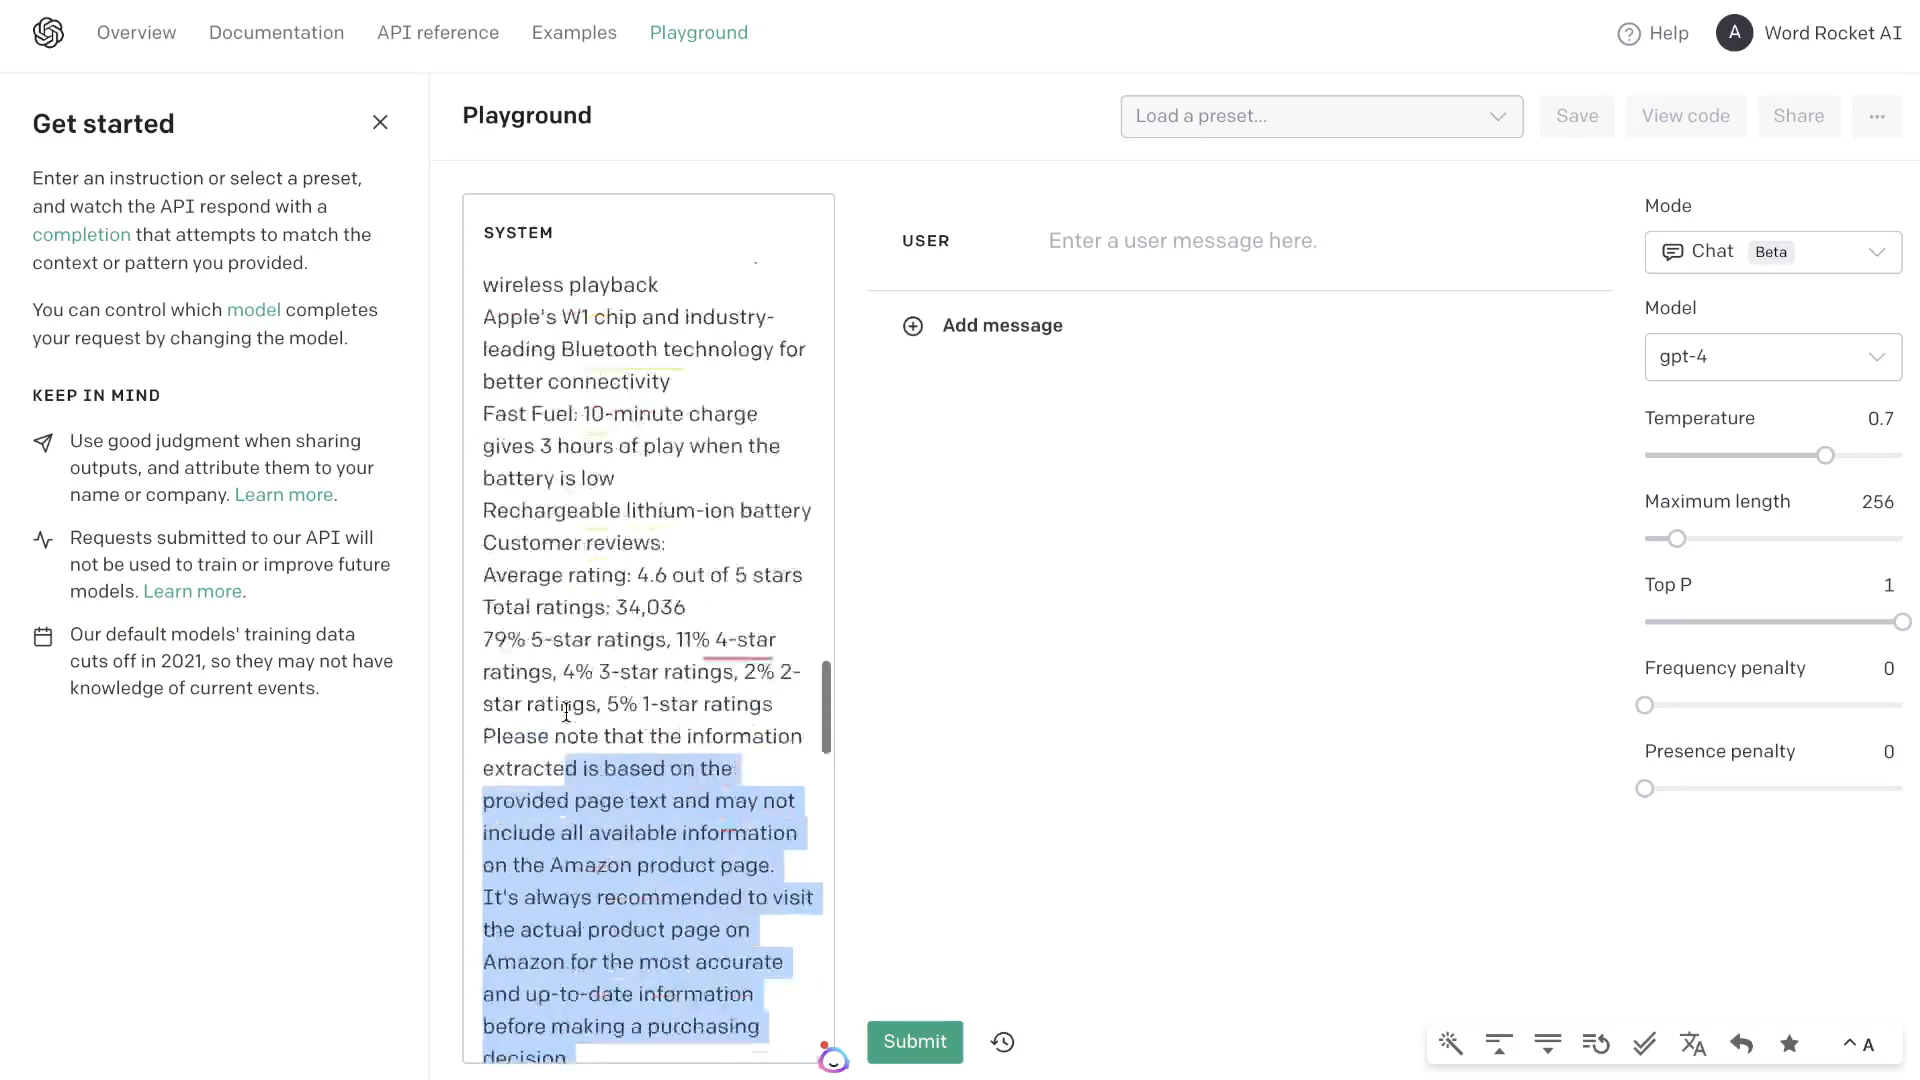 Overview Documentation API reference Examples Playground Help A Word Rocket AI
Get started
Enter an instruction or select a preset,
and watch the API respond with a
completion that attempts to match the
context or pattern you provided.
You can control which model completes
your request by changing the model.
KEEP IN MIND
Use good judgment when sharing
outputs, and attribute them to your
name or company. Learn more.
Requests submitted to our API will
not be used to train or improve future
models. Learn more.
Our default models' training data
cuts off in 2021, so they may not have
knowledge of current events.
Playground
Load a preset...
Save
View code
Share
SYSTEM
wireless playback
Apple's W1 chip and industry-
leading Bluetooth technology for
better connectivity
Fast Fuel: 10-minute charge
gives 3 hours of play when the
battery is low
Rechargeable lithium-ion battery
Customer reviews:
Average rating: 4.6 out of 5 stars
Total ratings: 34,036
79% 5-star ratings, 11% 4-star
ratings, 4% 3-star ratings, 2% 2-
star ratings, 5% 1-star ratings
Please note that the information
extracted is based on the
provided page text and may not
include all available information
on the Amazon product page.
It's always recommended to visit
the actual product page on
Amazon for the most accurate
and up-to-date information
before making a purchasing
decision
USER
Enter a user message here.
Add message
Submit
Mode
Chat Beta
Model
gpt-4
Temperature 0.7
Maximum length 256
Top P 1
Frequency penalty 0
Presence penalty 0
A